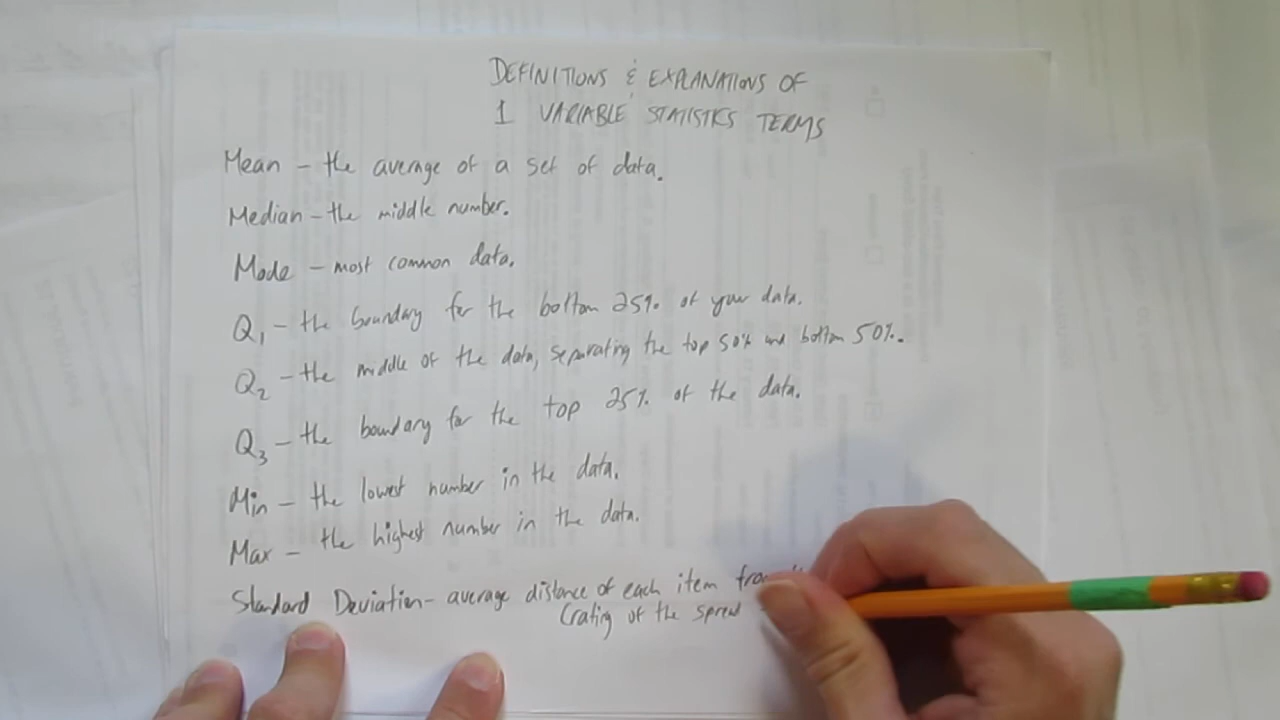 DEFINITIONS & EXPLANATIONS OF
1 VARIABLE STATISTICS TERMS
Mean – the average of a set of data.
Median – the middle number.
Mode – most common data.
Q1 – the boundary for the bottom 25% of your data.
Q2 – the middle of the data, separating the top 50% and bottom 50%.
Q3 – the boundary for the top 25% of the data.
Min – the lowest number in the data.
Max – the highest number in the data.
Standard Deviation – average distance of each item from
(rating of the spread